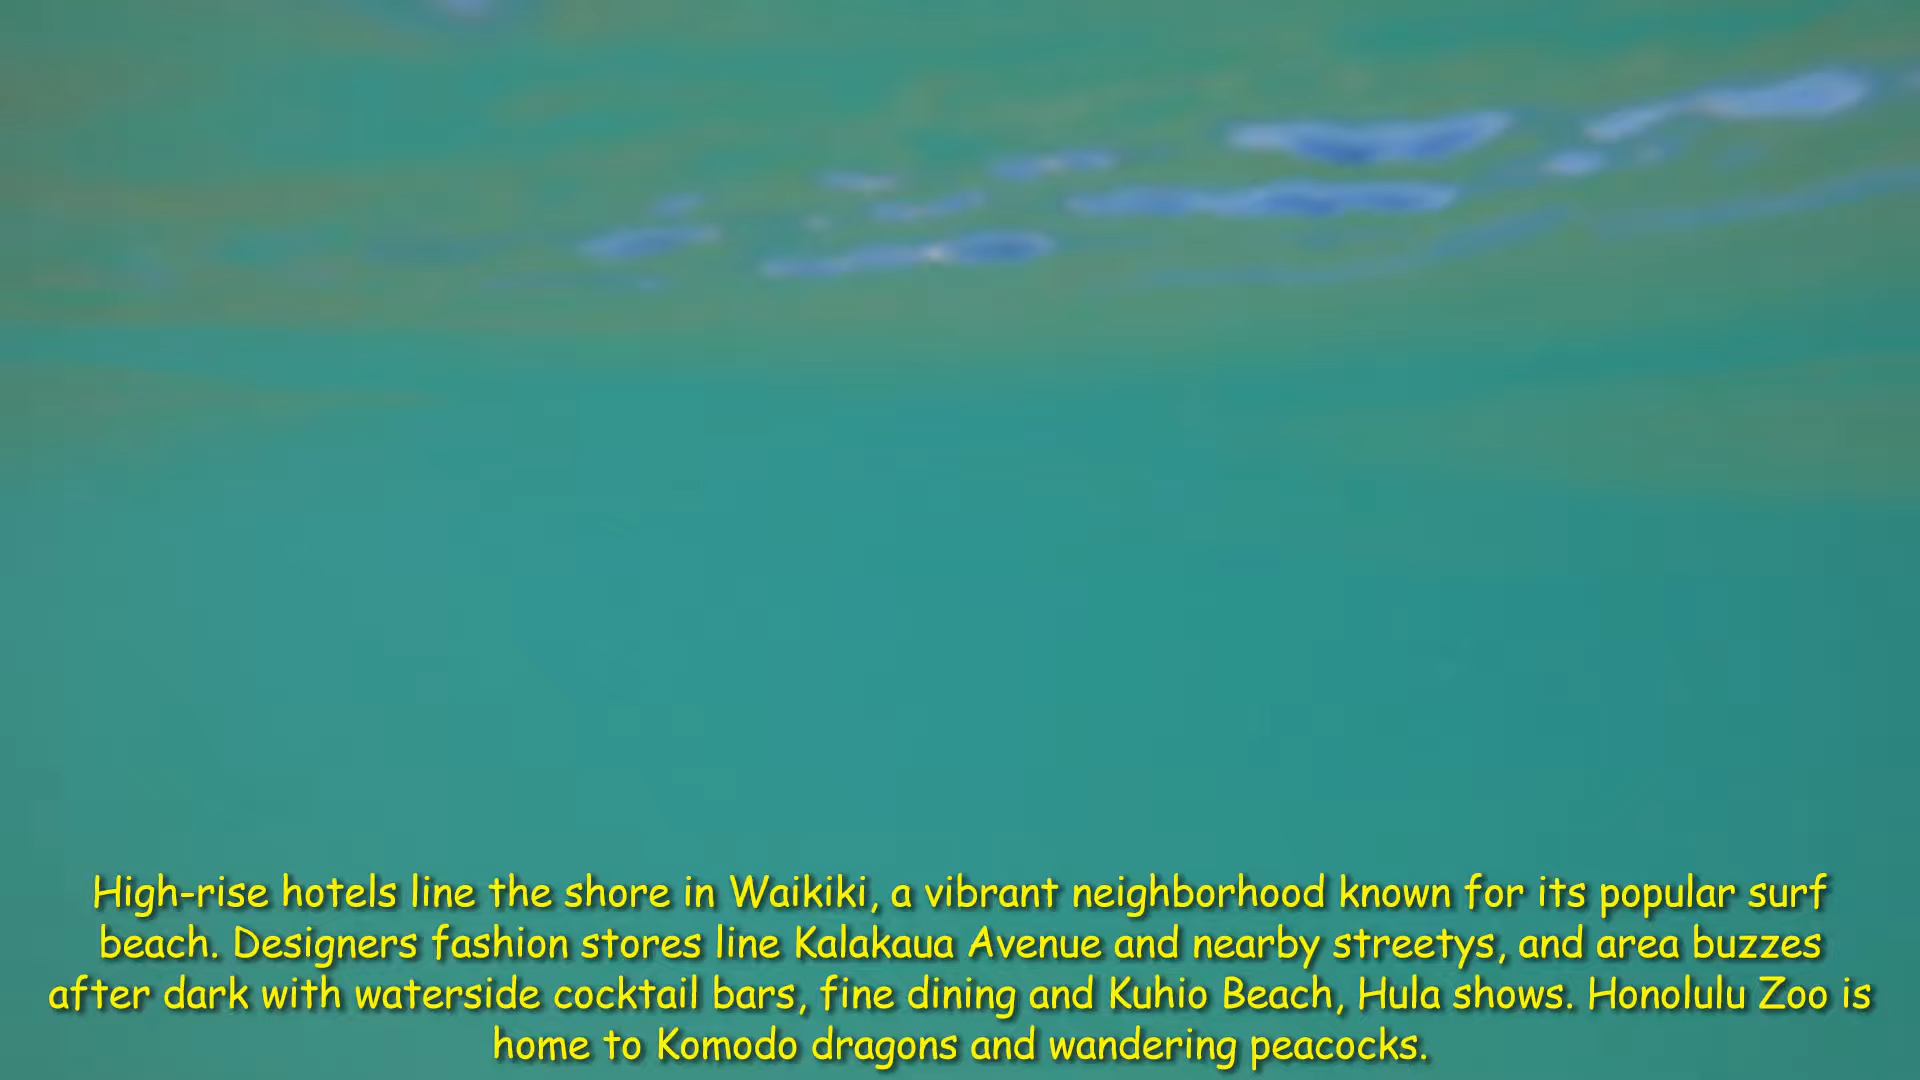 High-rise hotels line the shore in Waikiki, a vibrant neighborhood known for its popular surf
beach. Designers fashion stores line Kalakaua Avenue and nearby streetys, and area buzzes
after dark with waterside cocktail bars, fine dining and Kuhio Beach, Hula shows. Honolulu Zoo is
home to Komodo dragons and wandering peacocks.